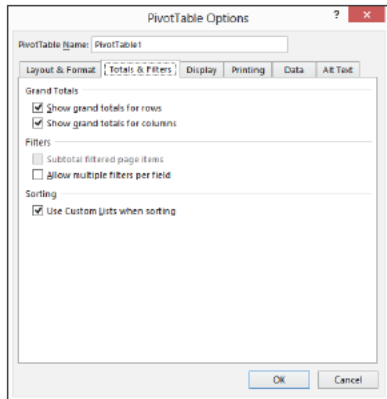 PivotTable Options
?
PivotTable Name: PivotTable1
Layout & Format Totals & Filters Display Printing Data Alt Text
Grand Totals
Show grand totals for rows
Show grand totals for columns
Filters
Subtotal filtered page items
Allow multiple filters per field
Sorting
Use Custom Lists when sorting
OK Cancel